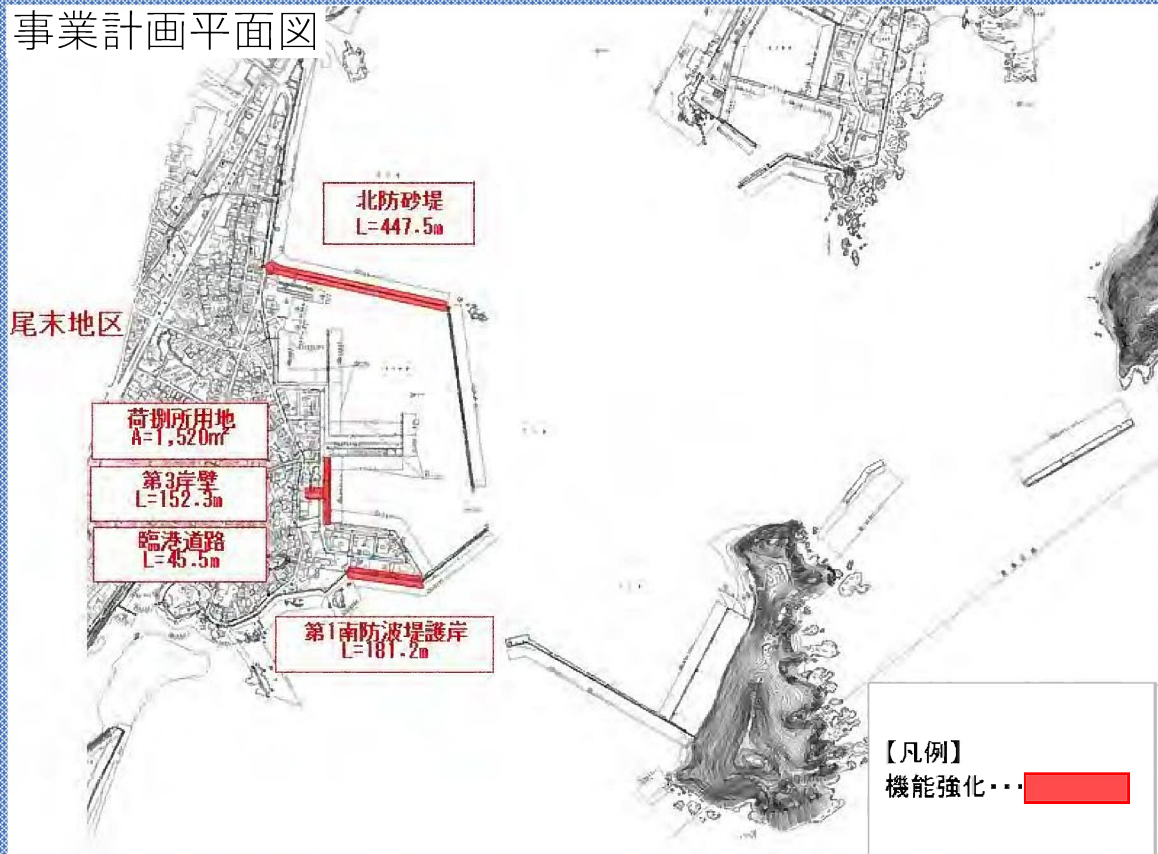 事業計画平面図
北防砂堤
L=447.5m
尾末地区
荷捌所用地
A=1,520m²
第3岸壁
L=152.3m
臨港道路
L=45.5m
第1南防波堤護岸
L=181.2m
【凡例】
機能強化･･･